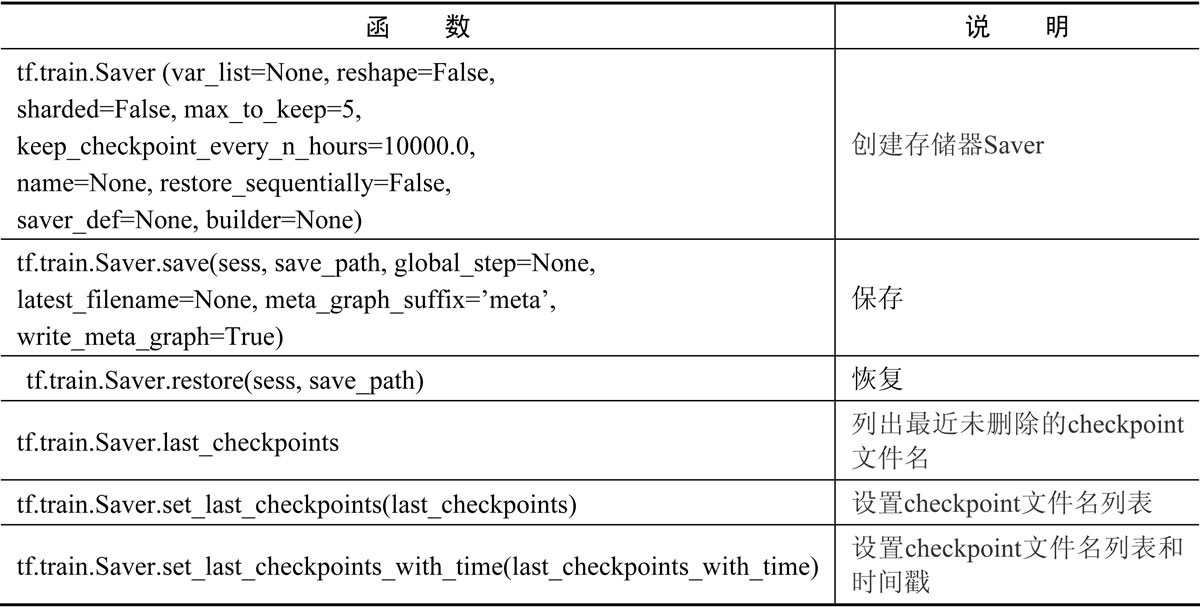 函 数 说 明
tf.train.Saver (var_list=None, reshape=False,
sharded=False, max_to_keep=5,
keep_checkpoint_every_n_hours=10000.0,
name=None, restore_sequentially=False,
saver_def=None, builder=None)
创建存储器Saver
tf.train.Saver.save(sess, save_path, global_step=None,
latest_filename=None, meta_graph_suffix=’meta’,
write_meta_graph=True)
保存
tf.train.Saver.restore(sess, save_path)
恢复
tf.train.Saver.last_checkpoints
列出最近未删除的checkpoint
文件名
tf.train.Saver.set_last_checkpoints(last_checkpoints)
设置checkpoint文件名列表
tf.train.Saver.set_last_checkpoints_with_time(last_checkpoints_with_time)
设置checkpoint文件名列表和
时间戳